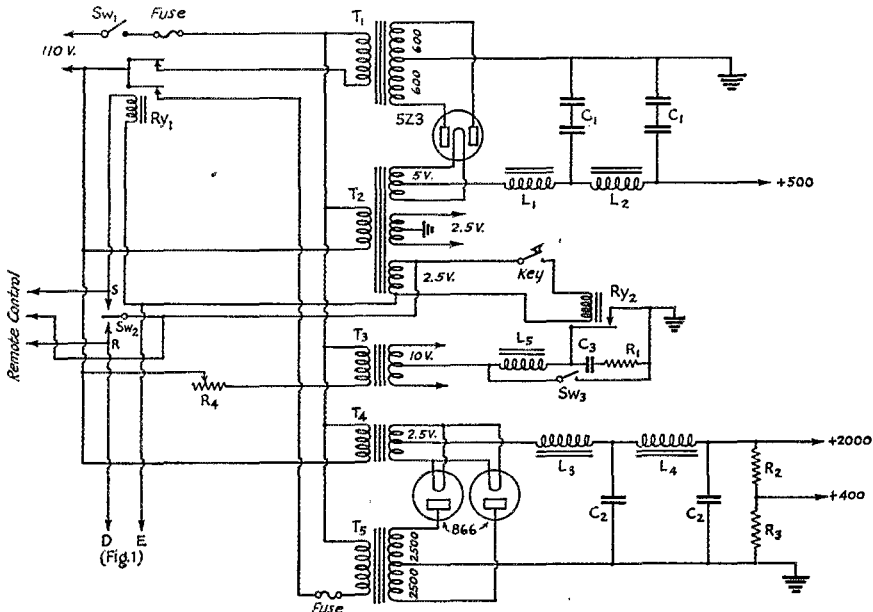 Sw1
Fuse
T1
110 V.
600
600
5Z3
C1
C1
Ry1
L1
L2
+500
T2
5V.
2.5V.
2.5V.
Key
Ry2
Remote Control
S
Sw2
R
T3
10V.
L5
C3
R1
Sw3
R4
T4
2.5V.
L3
L4
+2000
R2
C2
C2
+400
R3
866
T5
2500
2500
D E
(Fig.1)
Fuse